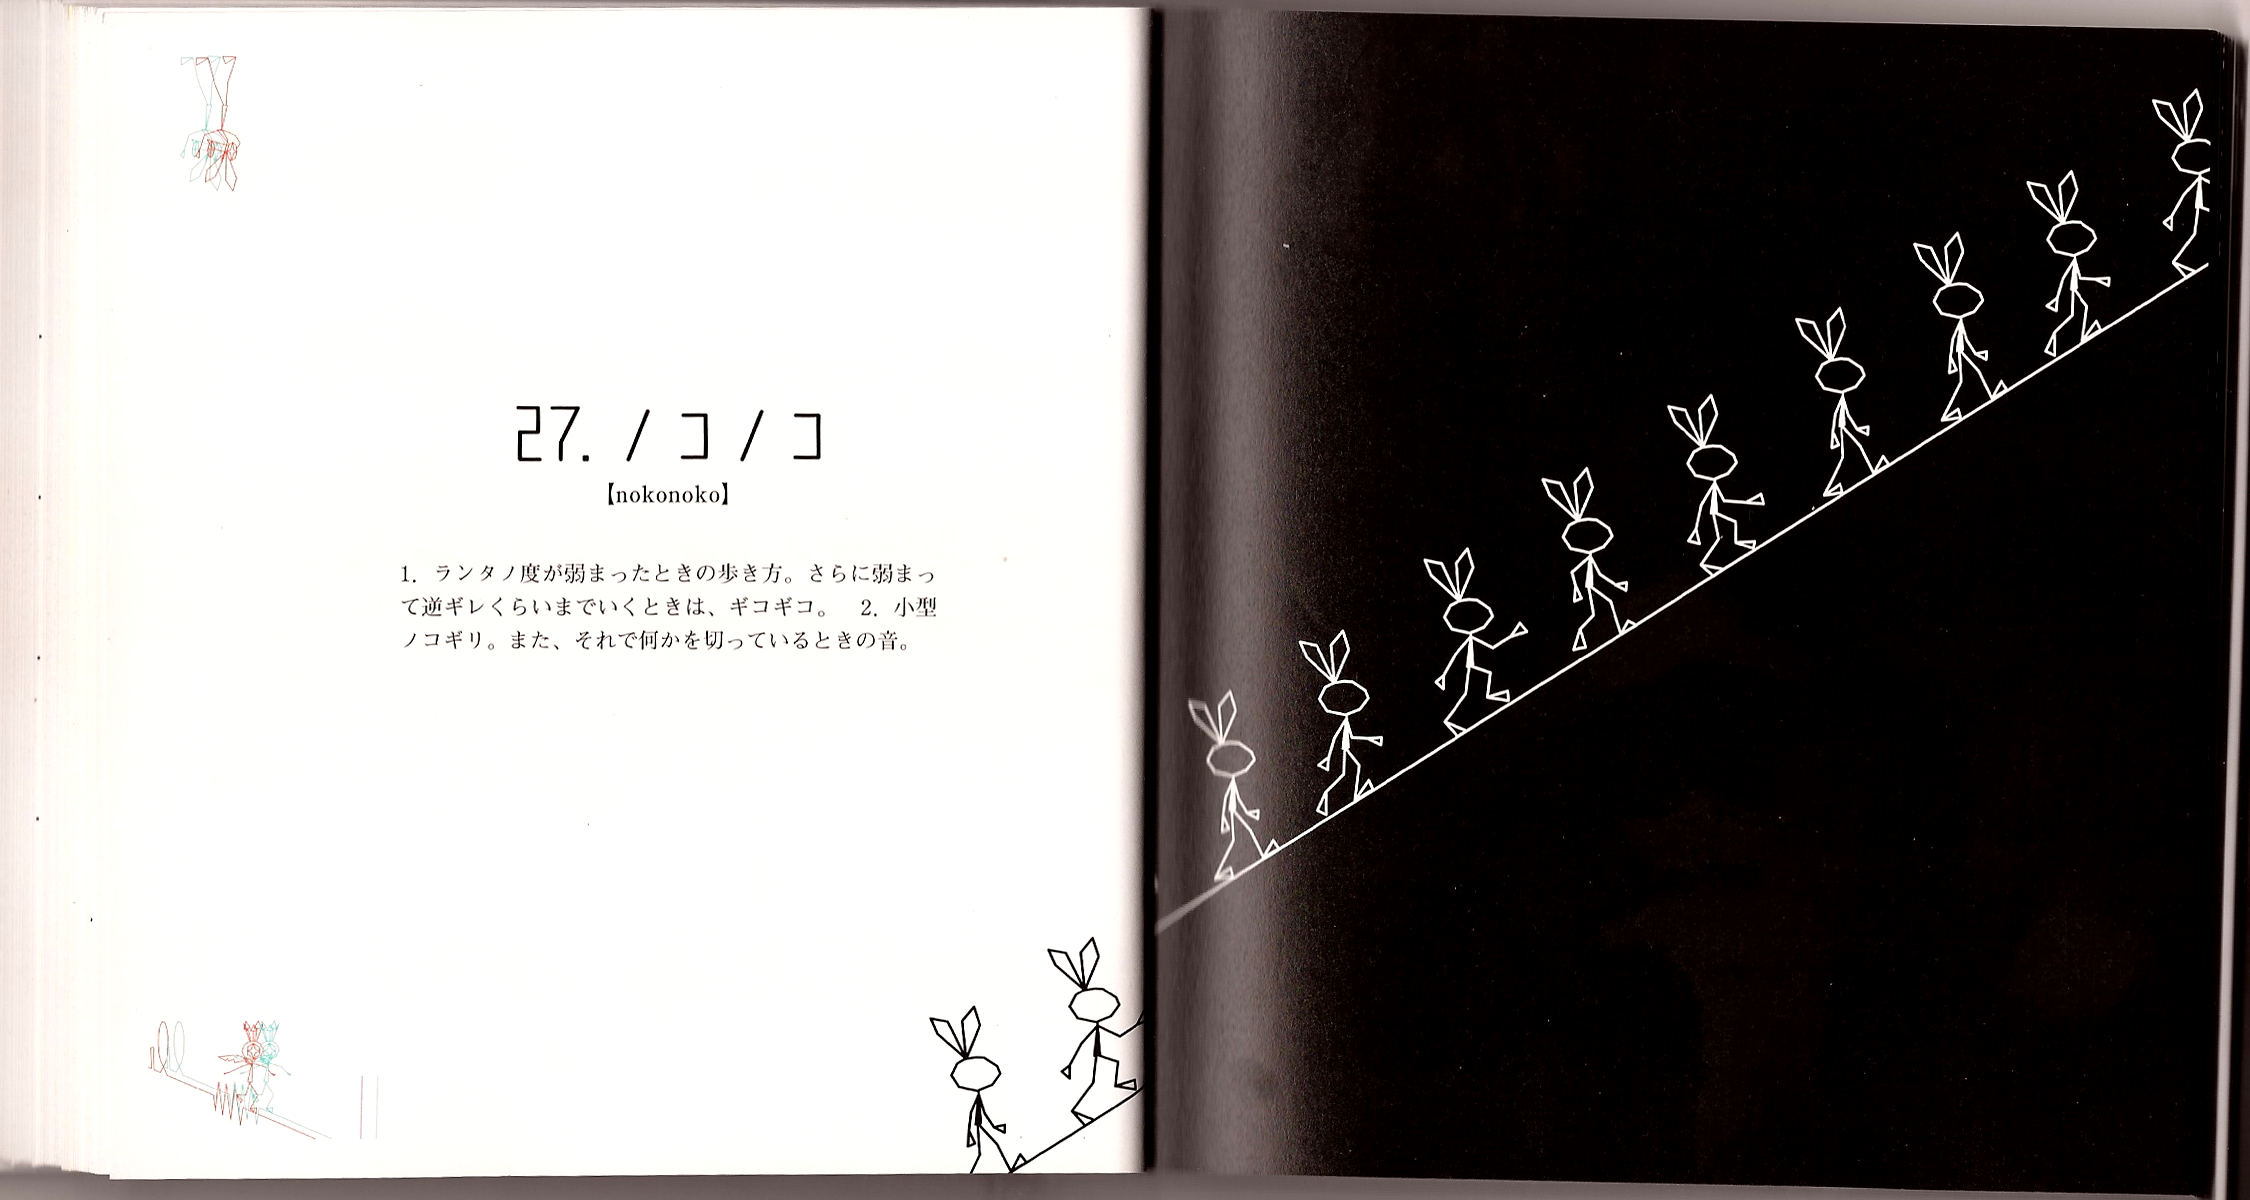 27. ノコノコ
【nokonoko】
1. ランタノ度が弱まったときの歩き方。さらに弱まっ
て逆ギレくらいまでいくときは、ギコギコ。　2. 小型
ノコギリ。また、それで何かを切っているときの音。